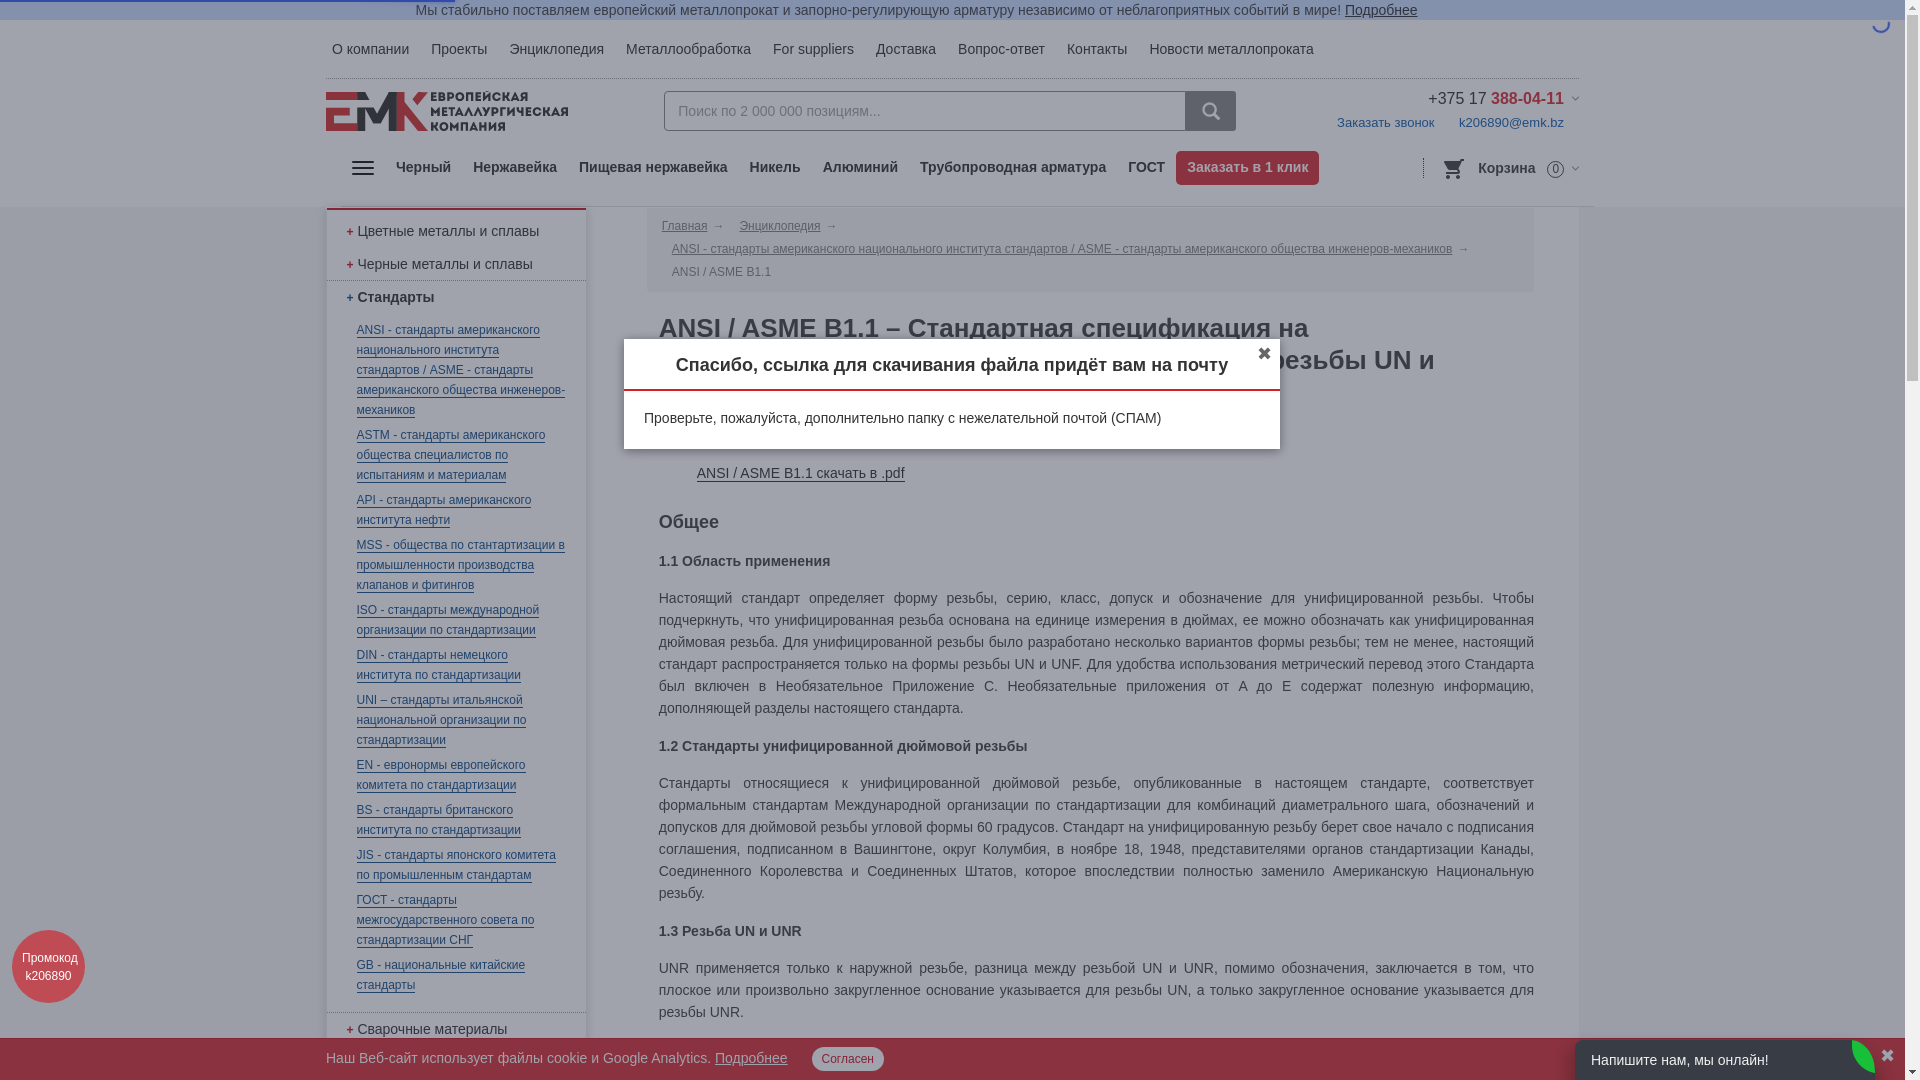 Мы стабильно поставляем европейский металлопрокат и запорно-регулирующую арматуру независимо от неблагоприятных событий в мире! Подробнее
О компании Проекты Энциклопедия Металлообработка For suppliers Доставка Вопрос-ответ Контакты Новости металлопроката
ЕМК ЕВРОПЕЙСКАЯ
МЕТАЛЛУРГИЧЕСКАЯ
КОМПАНИЯ
Поиск по 2 000 000 позициям...
+375 17 388-04-11
Заказать звонок k206890@emk.bz
Черный Нержавейка Пищевая нержавейка Никель Алюминий Трубопроводная арматура ГОСТ Заказать в 1 клик
Корзина 0
+ Цветные металлы и сплавы
+ Черные металлы и сплавы
+ Стандарты
ANSI - стандарты американского
национального института
стандартов / ASME - стандарты
американского общества инженеров-
механиков
ASTM - стандарты американского
общества специалистов по
испытаниям и материалам
API - стандарты американского
института нефти
MSS - общества по стантартизации в
промышленности производства
клапанов и фитингов
ISO - стандарты международной
организации по стандартизации
DIN - стандарты немецкого
института по стандартизации
UNI – стандарты итальянской
национальной организации по
стандартизации
EN - евронормы европейского
комитета по стандартизации
BS - стандарты британского
института по стандартизации
JIS - стандарты японского комитета
по промышленным стандартам
ГОСТ - стандарты
межгосударственного совета по
стандартизации СНГ
GB - национальные китайские
стандарты
+ Сварочные материалы
Главная →
Энциклопедия →
ANSI - стандарты американского национального института стандартов / ASME - стандарты американского общества инженеров-механиков →
ANSI / ASME B1.1
ANSI / ASME B1.1 – Стандартная спецификация на
резьбы UN и
Спасибо, ссылка для скачивания файла придёт вам на почту
✖
Проверьте, пожалуйста, дополнительно папку с нежелательной почтой (СПАМ)
ANSI / ASME B1.1 скачать в .pdf
Общее
1.1 Область применения
Настоящий стандарт определяет форму резьбы, серию, класс, допуск и обозначение для унифицированной резьбы. Чтобы
подчеркнуть, что унифицированная резьба основана на единице измерения в дюймах, ее можно обозначать как унифицированная
дюймовая резьба. Для унифицированной резьбы было разработано несколько вариантов формы резьбы; тем не менее, настоящий
стандарт распространяется только на формы резьбы UN и UNF. Для удобства использования метрический перевод этого Стандарта
был включен в Необязательное Приложение С. Необязательные приложения от А до Е содержат полезную информацию,
дополняющей разделы настоящего стандарта.
1.2 Стандарты унифицированной дюймовой резьбы
Стандарты относящиеся к унифицированной дюймовой резьбе, опубликованные в настоящем стандарте, соответствует
формальным стандартам Международной организации по стандартизации для комбинаций диаметрального шага, обозначений и
допусков для дюймовой резьбы угловой формы 60 градусов. Стандарт на унифицированную резьбу берет свое начало с подписания
соглашения, подписанном в Вашингтоне, округ Колумбия, в ноябре 18, 1948, представителями органов стандартизации Канады,
Соединенного Королевства и Соединенных Штатов, которое впоследствии полностью заменило Американскую Национальную
резьбу.
1.3 Резьба UN и UNR
UNR применяется только к наружной резьбе, разница между резьбой UN и UNR, помимо обозначения, заключается в том, что
плоское или произвольно закругленное основание указывается для резьбы UN, а только закругленное основание указывается для
резьбы UNR.
Промокод
k206890
Наш Веб-сайт использует файлы cookie и Google Analytics. Подробнее Согласен
Напишите нам, мы онлайн!
✖